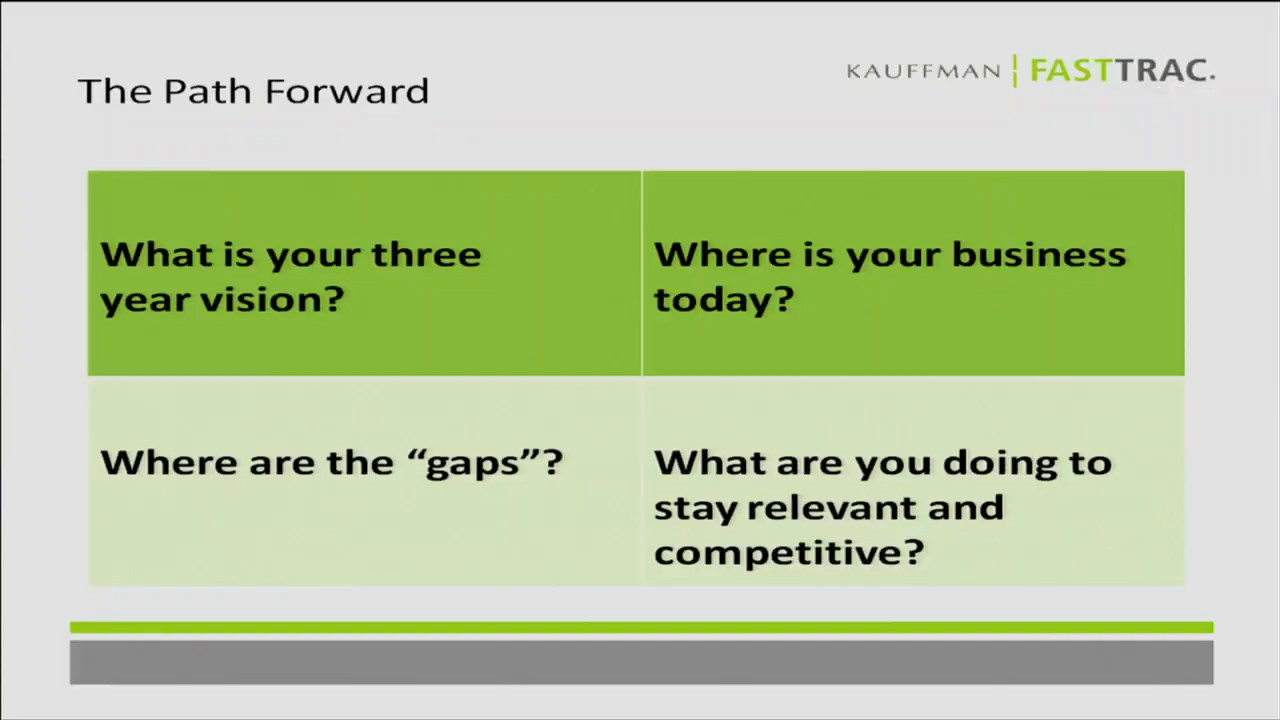 The Path Forward
KAUFFMAN | FASTTRAC.
What is your three
year vision?
Where is your business
today?
Where are the “gaps”?
What are you doing to
stay relevant and
competitive?